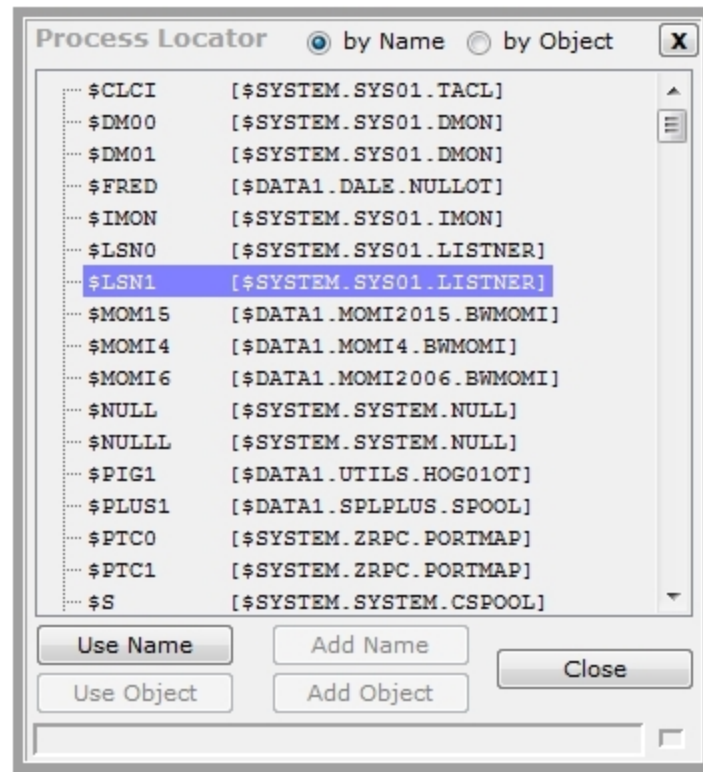 Process Locator by Name by Object X
$CLCI [$SYSTEM.SYS01.TACL]
$DM00 [$SYSTEM.SYS01.DMON]
$DM01 [$SYSTEM.SYS01.DMON]
$FRED [$DATA1.DALE.NULLOT]
$IMON [$SYSTEM.SYS01.IMON]
$LSN0 [$SYSTEM.SYS01.LISTNER]
$LSN1 [$SYSTEM.SYS01.LISTNER]
$MOM15 [$DATA1.MOMI2015.BWMOMI]
$MOMI4 [$DATA1.MOMI4.BWMOMI]
$MOMI6 [$DATA1.MOMI2006.BWMOMI]
$NULL [$SYSTEM.SYSTEM.NULL]
$NULLL [$SYSTEM.SYSTEM.NULL]
$PIG1 [$DATA1.UTILS.HOG01OT]
$PLUS1 [$DATA1.SPLPLUS.SPOOL]
$PTC0 [$SYSTEM.ZRPC.PORTMAP]
$PTC1 [$SYSTEM.ZRPC.PORTMAP]
$S [$SYSTEM.SYSTEM.CSPOOL]
Use Name Add Name
Close
Use Object Add Object